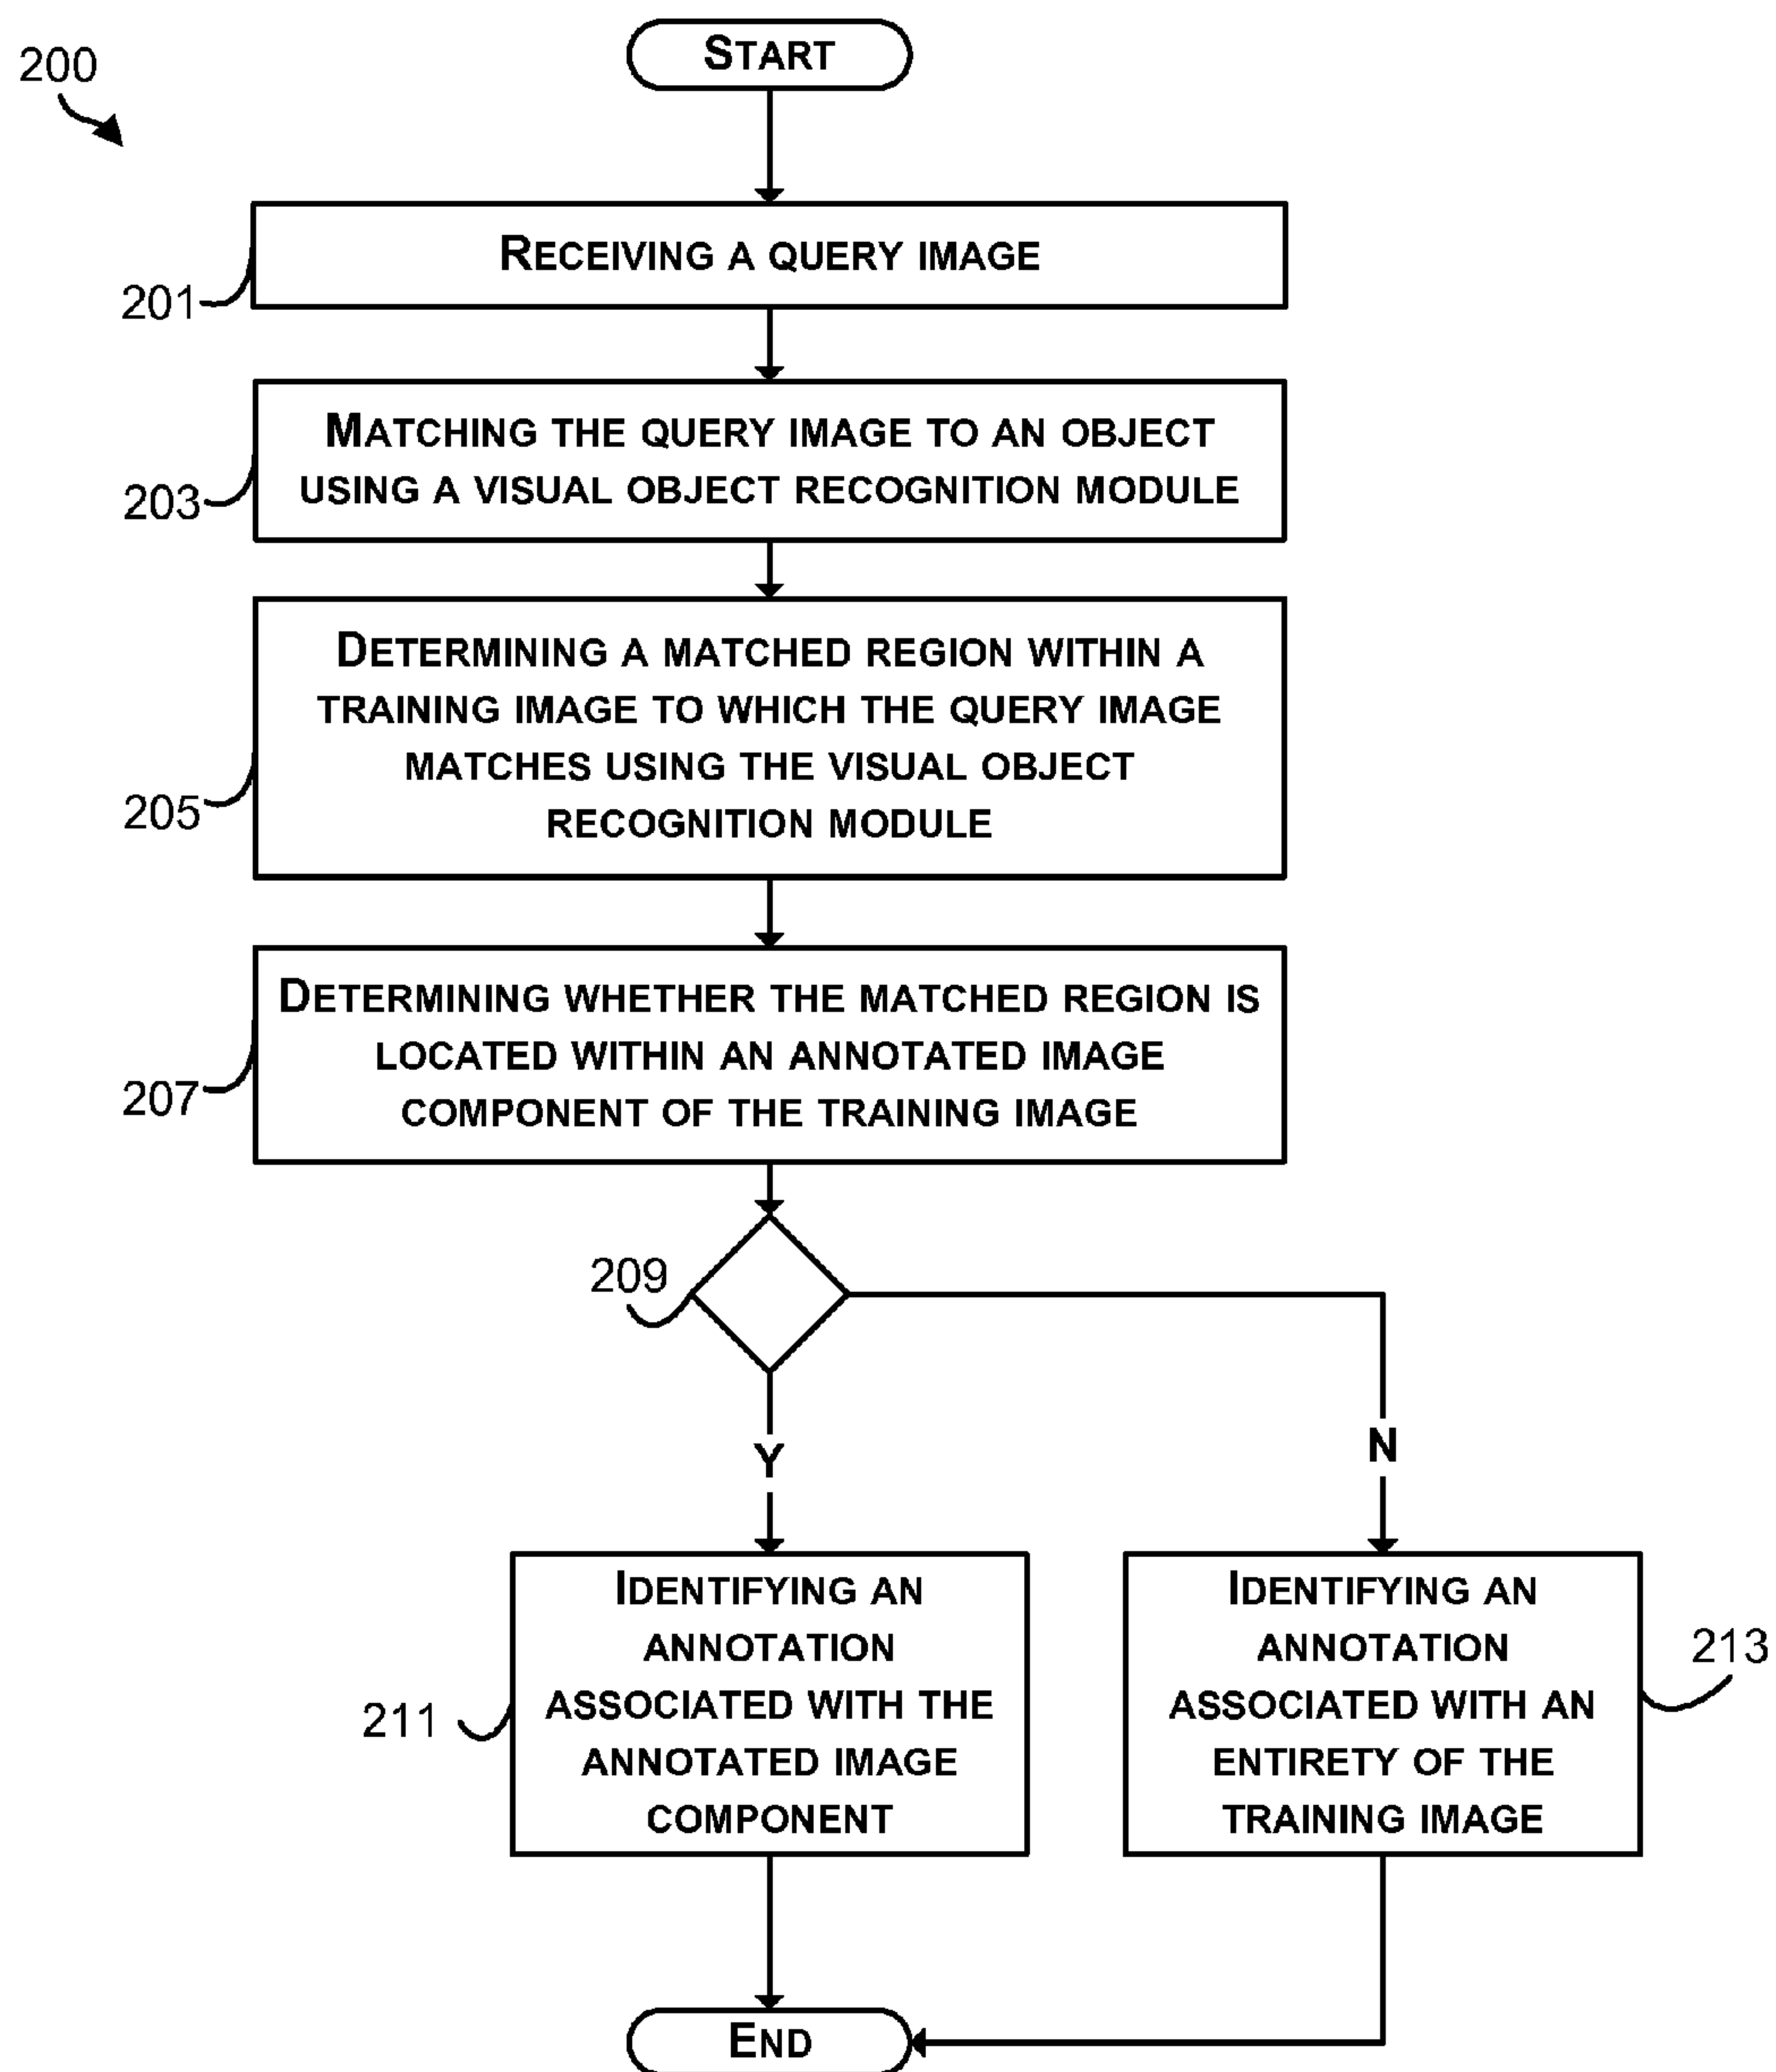 200
START
RECEIVING A QUERY IMAGE
201
MATCHING THE QUERY IMAGE TO AN OBJECT
USING A VISUAL OBJECT RECOGNITION MODULE
203
DETERMINING A MATCHED REGION WITHIN A
TRAINING IMAGE TO WHICH THE QUERY IMAGE
MATCHES USING THE VISUAL OBJECT
RECOGNITION MODULE
205
DETERMINING WHETHER THE MATCHED REGION IS
LOCATED WITHIN AN ANNOTATED IMAGE
COMPONENT OF THE TRAINING IMAGE
207
209
Y
N
IDENTIFYING AN
ANNOTATION
ASSOCIATED WITH THE
ANNOTATED IMAGE
COMPONENT
211
IDENTIFYING AN
ANNOTATION
ASSOCIATED WITH AN
ENTIRETY OF THE
TRAINING IMAGE
213
END